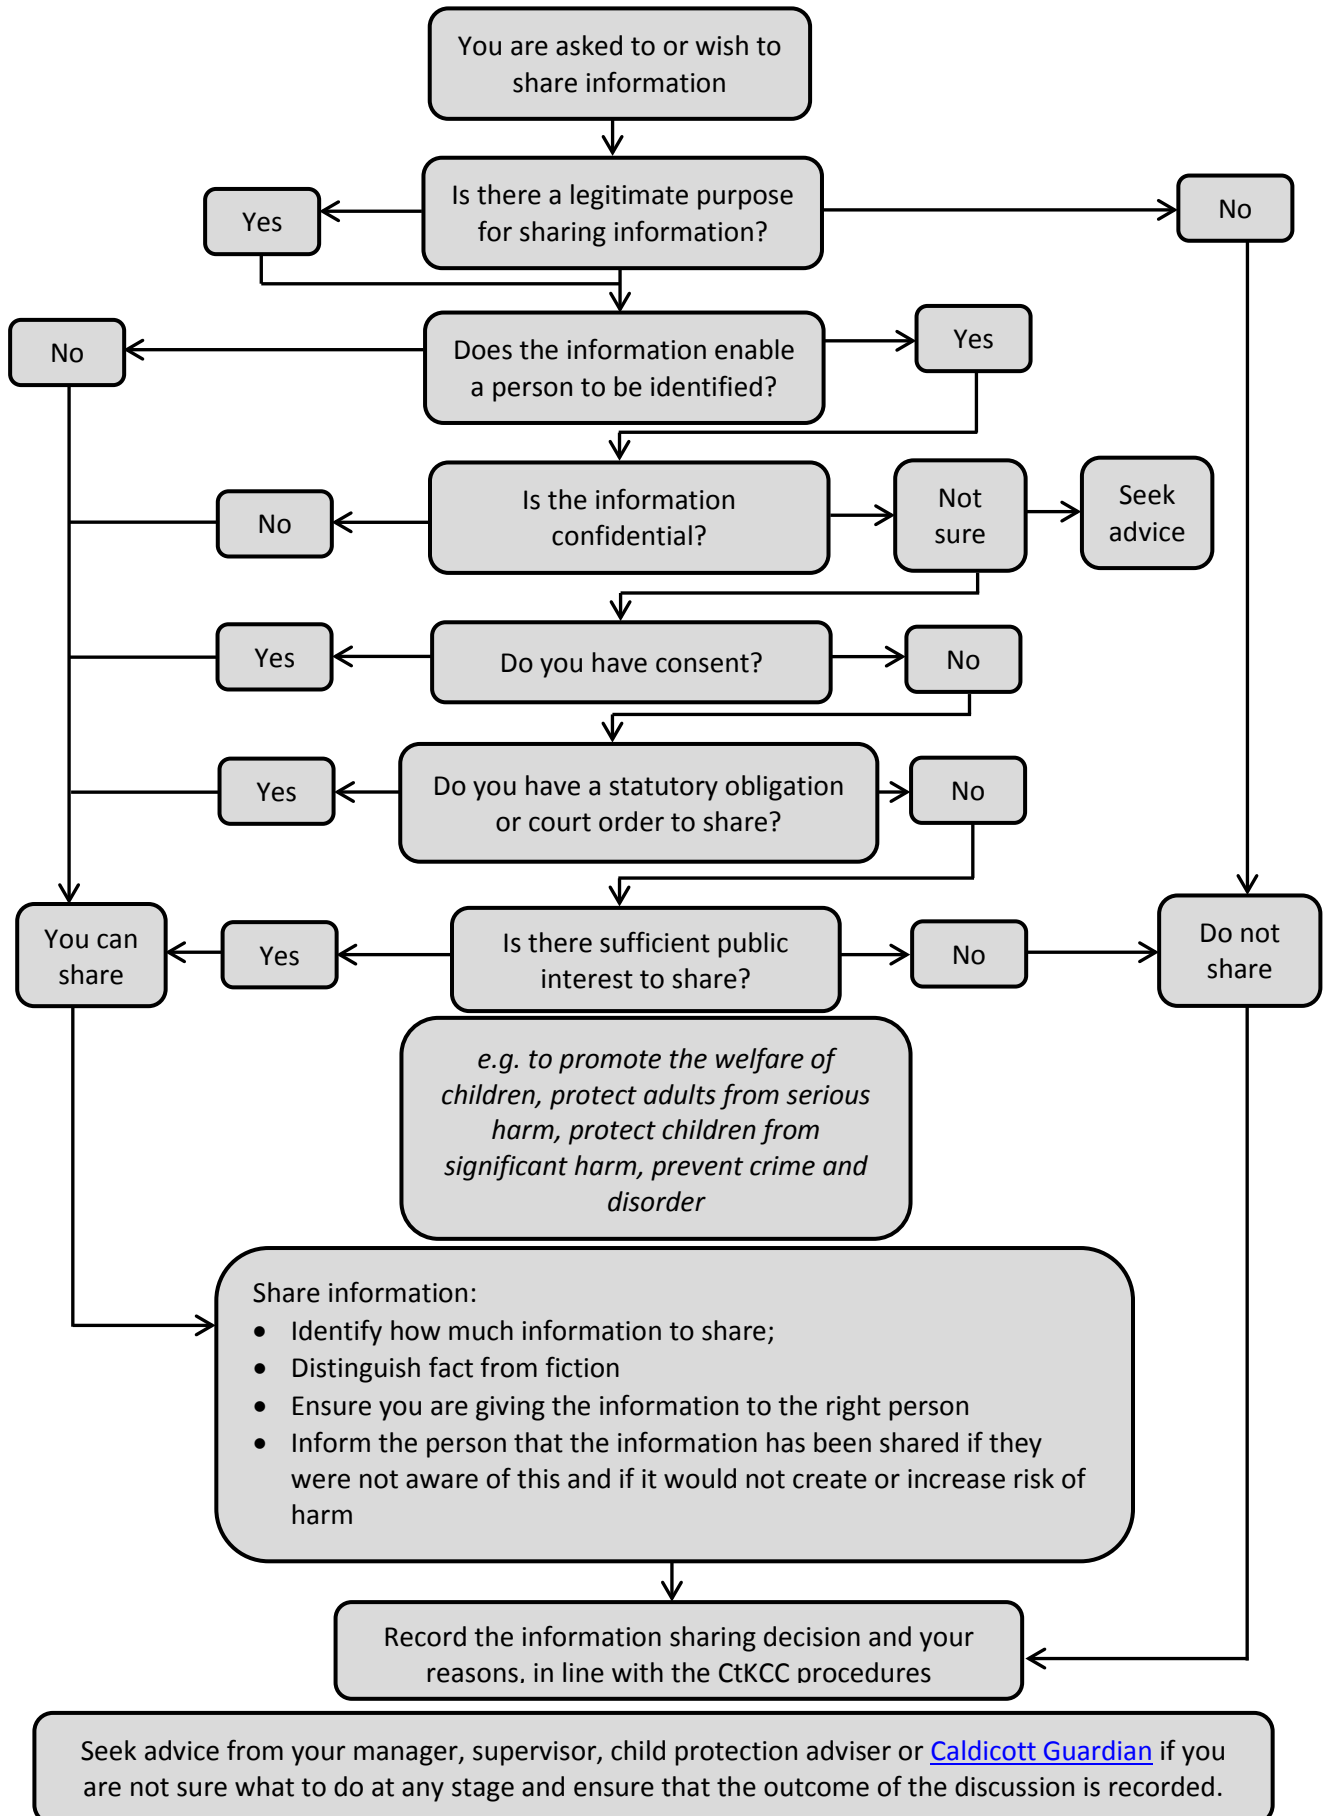 You are asked to or wish to
share information
Is there a legitimate purpose
for sharing information?
Yes
No
Does the information enable
a person to be identified?
No
Yes
Is the information
confidential?
No
Not
sure
Seek
advice
Do you have consent?
Yes
No
Do you have a statutory obligation
or court order to share?
Yes
No
You can
share
Yes
Is there sufficient public
interest to share?
No
Do not
share
e.g. to promote the welfare of
children, protect adults from serious
harm, protect children from
significant harm, prevent crime and
disorder
Share information:
• Identify how much information to share;
• Distinguish fact from fiction
• Ensure you are giving the information to the right person
• Inform the person that the information has been shared if they
were not aware of this and if it would not create or increase risk of
harm
Record the information sharing decision and your
reasons, in line with the CtKCC procedures
Seek advice from your manager, supervisor, child protection adviser or Caldicott Guardian if you
are not sure what to do at any stage and ensure that the outcome of the discussion is recorded.